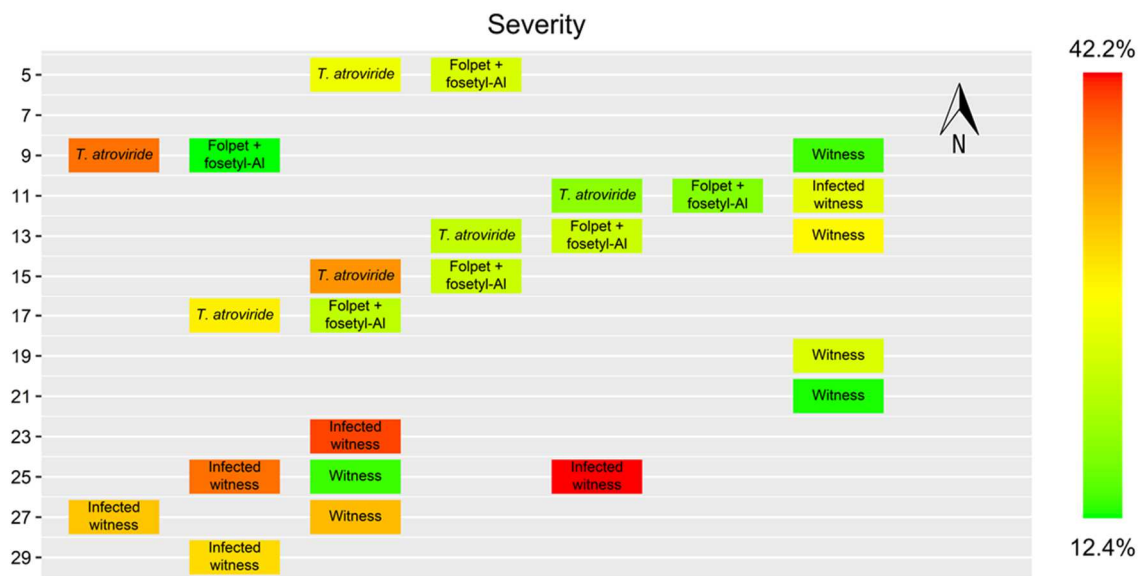 Severity
42.2%
5
T. atroviride
Folpet +
fosetyl-Al
7
N
9
T. atroviride
Folpet +
fosetyl-Al
Witness
11
T. atroviride
Folpet +
fosetyl-Al
Infected
witness
13
T. atroviride
Folpet +
fosetyl-Al
Witness
15
T. atroviride
Folpet +
fosetyl-Al
17
T. atroviride
Folpet +
fosetyl-Al
19
Witness
21
Witness
23
Infected
witness
25
Infected
witness
Witness
Infected
witness
27
Infected
witness
Witness
29
Infected
witness
12.4%